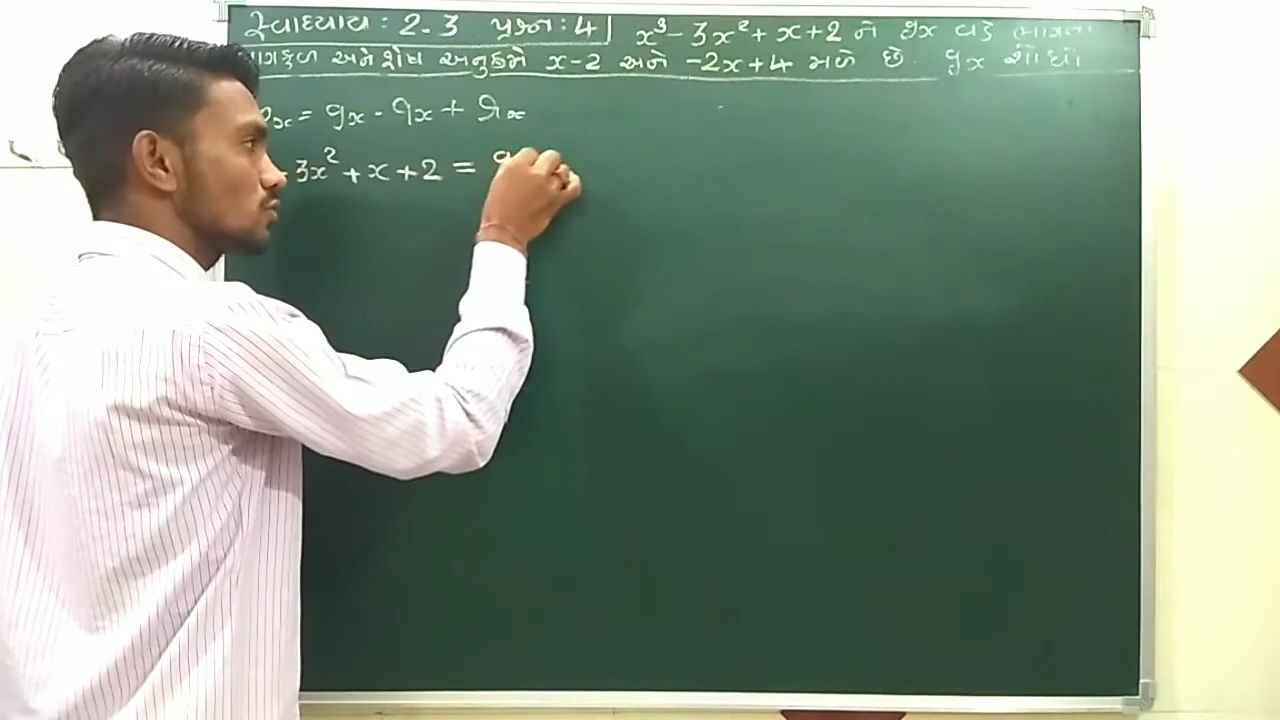 સ્વાધ્યાય : 2.3 પ્રશ્ન : 4| x³ - 3x² + x + 2 ને gx વડે ભાગતા
ભાગફળ અને શેષ અનુક્રમે x-2 અને -2x+4 મળે છે. gx શોધો
Px = gx . qx + rx
- 3x² + x + 2 = g